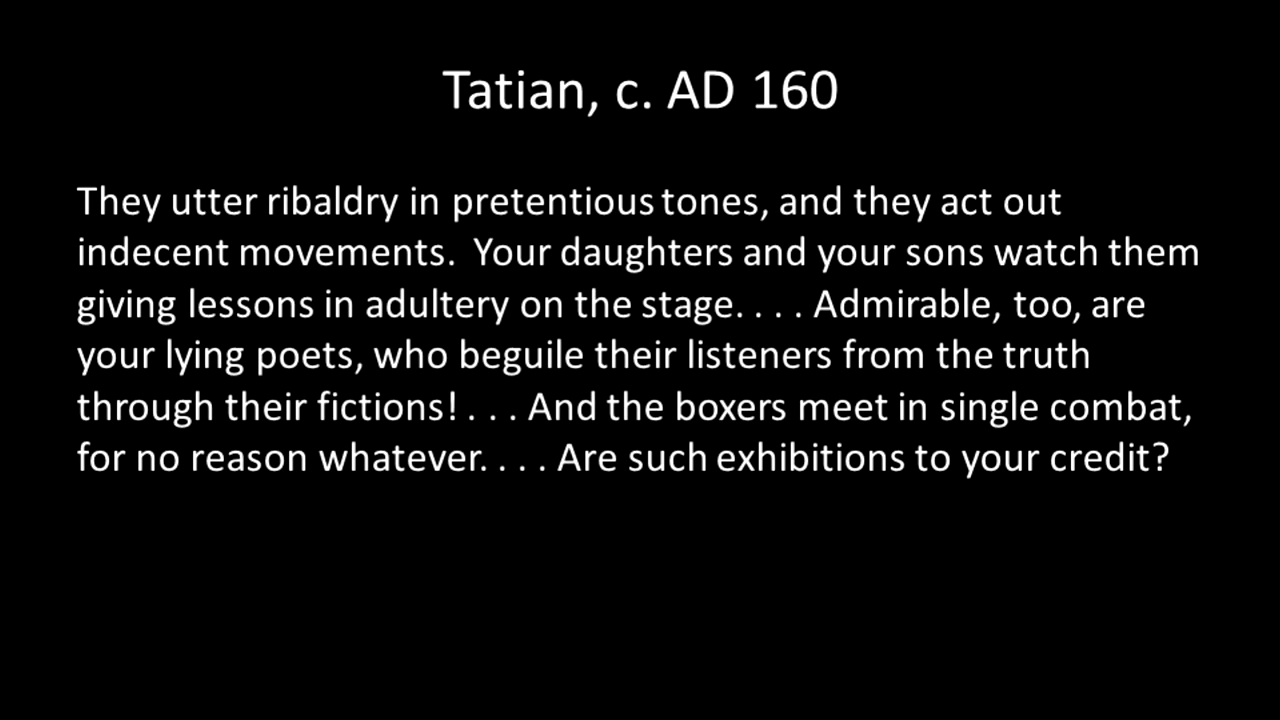 Tatian, c. AD 160
They utter ribaldry in pretentious tones, and they act out
indecent movements.  Your daughters and your sons watch them
giving lessons in adultery on the stage. . . . Admirable, too, are
your lying poets, who beguile their listeners from the truth
through their fictions! . . . And the boxers meet in single combat,
for no reason whatever. . . . Are such exhibitions to your credit?